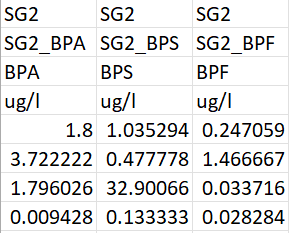 SG2 SG2 SG2
SG2_BPA SG2_BPS SG2_BPF
BPA BPS BPF
ug/l ug/l ug/l
1.8 1.035294 0.247059
3.722222 0.477778 1.466667
1.796026 32.90066 0.033716
0.009428 0.133333 0.028284